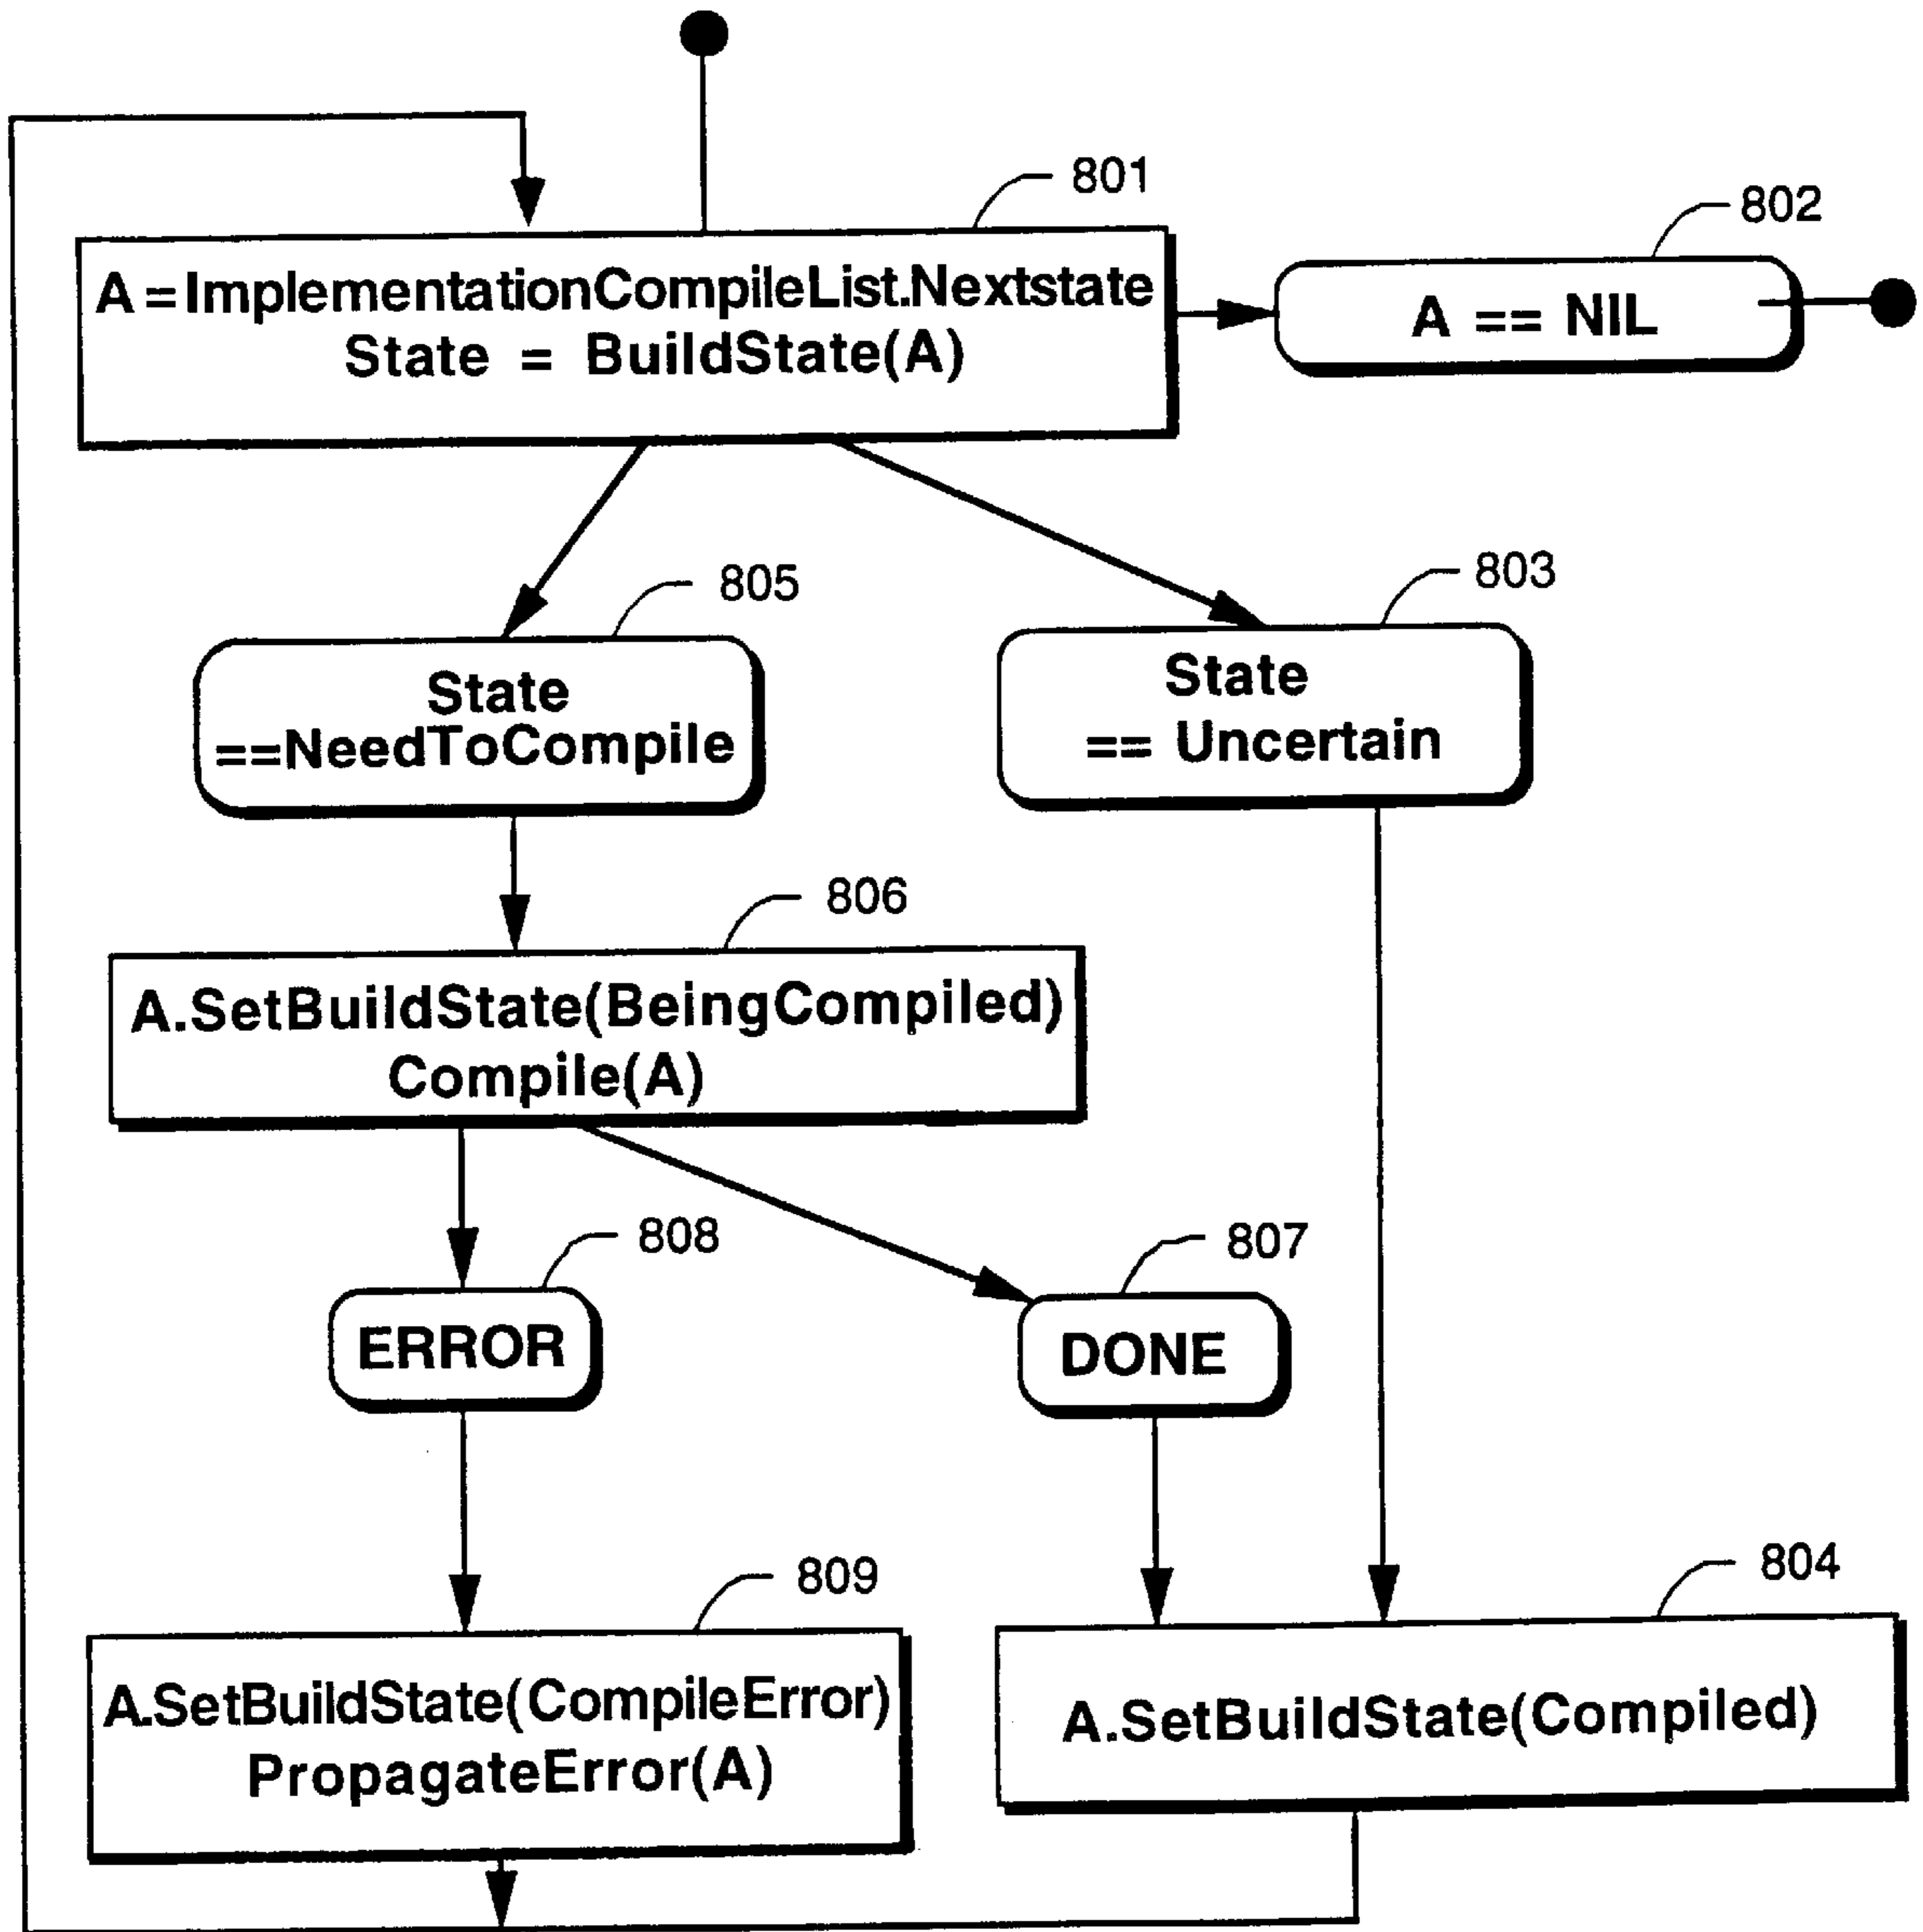 801
802
A=ImplementationCompileList.Nextstate
State = BuildState(A)
A == NIL
805
803
State
==NeedToCompile
State
== Uncertain
806
A.SetBuildState(BeingCompiled)
Compile(A)
808
807
ERROR
DONE
809
804
A.SetBuildState(CompileError)
PropagateError(A)
A.SetBuildState(Compiled)